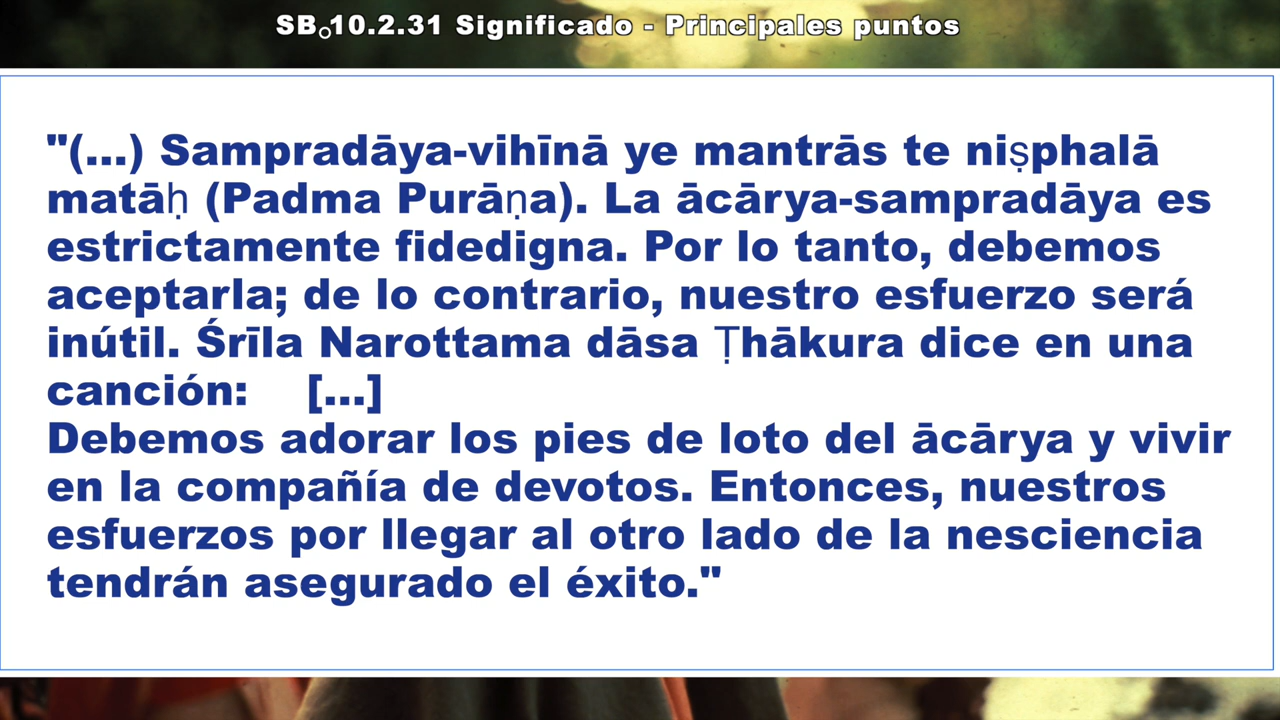 SB 10.2.31 Significado - Principales puntos
"(...) Sampradāya-vihīnā ye mantrās te niṣphalā
matāḥ (Padma Purāṇa). La ācārya-sampradāya es
estrictamente fidedigna. Por lo tanto, debemos
aceptarla; de lo contrario, nuestro esfuerzo será
inútil. Śrīla Narottama dāsa Ṭhākura dice en una
canción: [...]
Debemos adorar los pies de loto del ācārya y vivir
en la compañía de devotos. Entonces, nuestros
esfuerzos por llegar al otro lado de la nesciencia
tendrán asegurado el éxito."